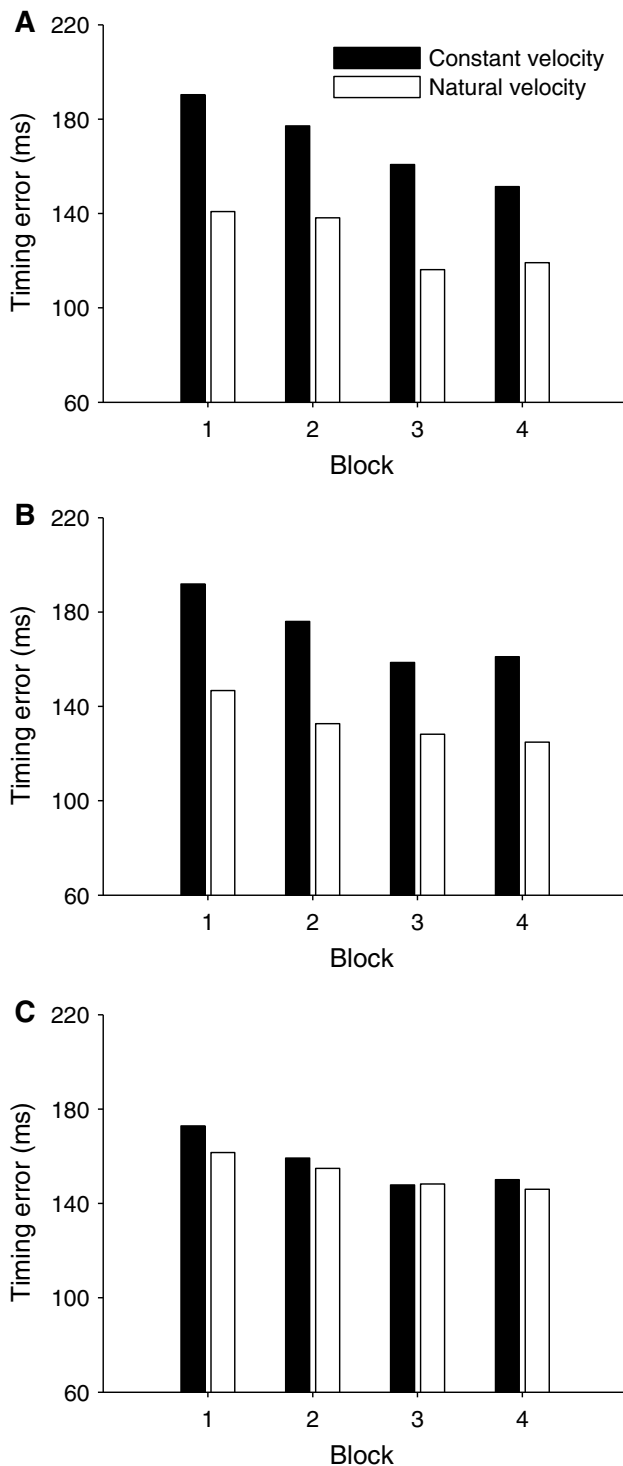 A
220
180
140
100
60
Timing error (ms)
Constant velocity
Natural velocity
1 2 3 4
Block
B
220
180
140
100
60
Timing error (ms)
1 2 3 4
Block
C
220
180
140
100
60
Timing error (ms)
1 2 3 4
Block